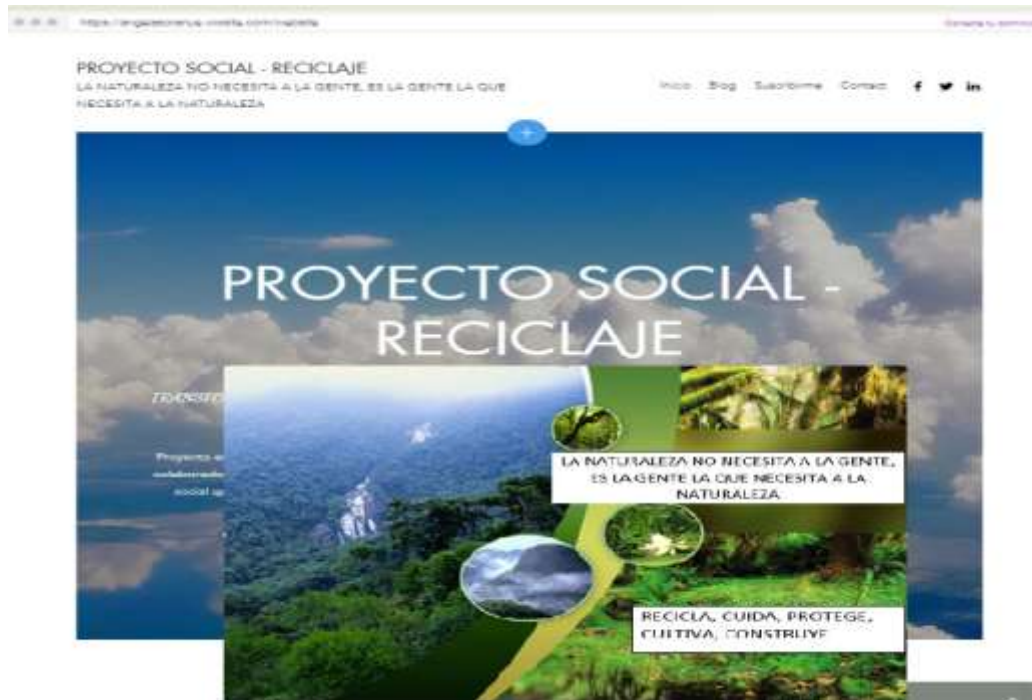 PROYECTO SOCIAL - RECICLAJE
LA NATURALEZA NO NECESITA A LA GENTE, ES LA GENTE LA QUE
NECESITA A LA NATURALEZA
Inicio Blog Suscribirme Contact
PROYECTO SOCIAL -
RECICLAJE
Proyecto
social
LA NATURALEZA NO NECESITA A LA GENTE,
ES LA GENTE LA QUE NECESITA A LA
NATURALEZA
RECICLA, CUIDA, PROTEGE,
CULTIVA, CONSTRUYE